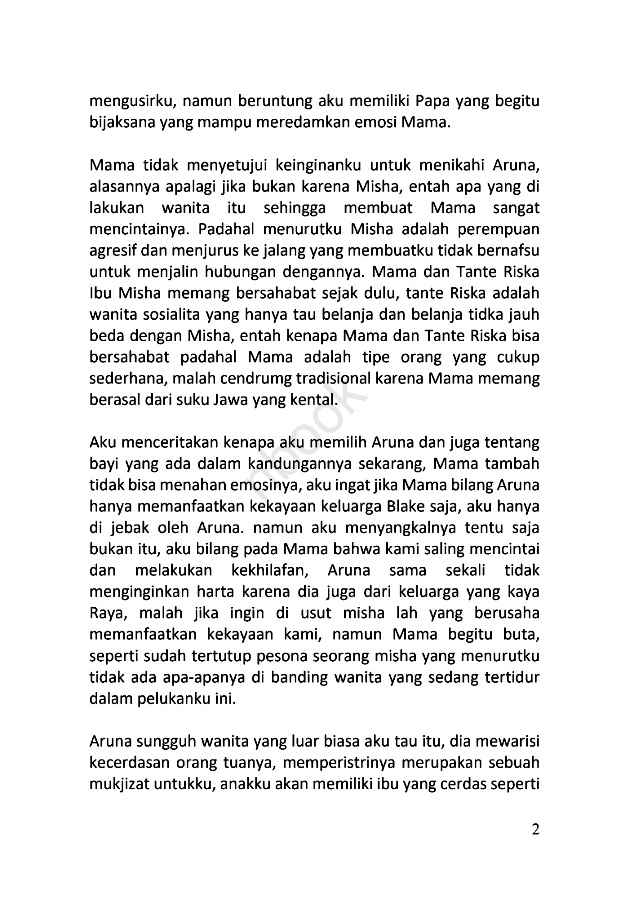 mengusirku, namun beruntung aku memiliki Papa yang begitu
bijaksana yang mampu meredamkan emosi Mama.
Mama tidak menyetujui keinginanku untuk menikahi Aruna,
alasannya apalagi jika bukan karena Misha, entah apa yang di
lakukan wanita itu sehingga membuat Mama sangat
mencintainya. Padahal menurutku Misha adalah perempuan
agresif dan menjurus ke jalang yang membuatku tidak bernafsu
untuk menjalin hubungan dengannya. Mama dan Tante Riska
Ibu Misha memang bersahabat sejak dulu, tante Riska adalah
wanita sosialita yang hanya tau belanja dan belanja tidka jauh
beda dengan Misha, entah kenapa Mama dan Tante Riska bisa
bersahabat padahal Mama adalah tipe orang yang cukup
sederhana, malah cendrumg tradisional karena Mama memang
berasal dari suku Jawa yang kental.
Aku menceritakan kenapa aku memilih Aruna dan juga tentang
bayi yang ada dalam kandungannya sekarang, Mama tambah
tidak bisa menahan emosinya, aku ingat jika Mama bilang Aruna
hanya memanfaatkan kekayaan keluarga Blake saja, aku hanya
di jebak oleh Aruna. namun aku menyangkalnya tentu saja
bukan itu, aku bilang pada Mama bahwa kami saling mencintai
dan melakukan kekhilafan, Aruna sama sekali tidak
menginginkan harta karena dia juga dari keluarga yang kaya
Raya, malah jika ingin di usut misha lah yang berusaha
memanfaatkan kekayaan kami, namun Mama begitu buta,
seperti sudah tertutup pesona seorang misha yang menurutku
tidak ada apa-apanya di banding wanita yang sedang tertidur
dalam pelukanku ini.
Aruna sungguh wanita yang luar biasa aku tau itu, dia mewarisi
kecerdasan orang tuanya, memperistrinya merupakan sebuah
mukjizat untukku, anakku akan memiliki ibu yang cerdas seperti
2